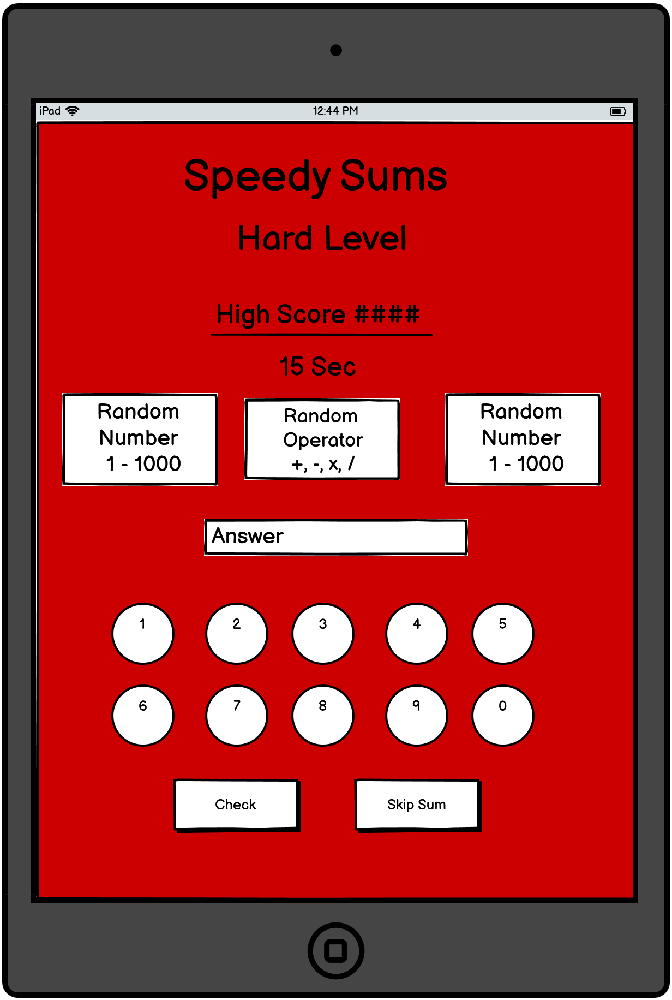 iPad 12:44 PM
Speedy Sums
Hard Level
High Score ####
15 Sec
Random Number 1 - 1000
Random Operator +, -, x, /
Random Number 1 - 1000
Answer
1 2 3 4 5
6 7 8 9 0
Check Skip Sum